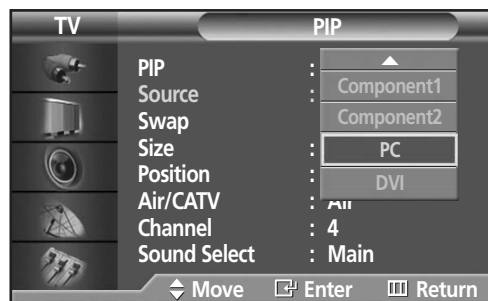 TV PIP
PIP :
Source : Component1
Swap Component2
Size : PC
Position : DVI
Air/CATV : Air
Channel : 4
Sound Select : Main
Move Enter Return